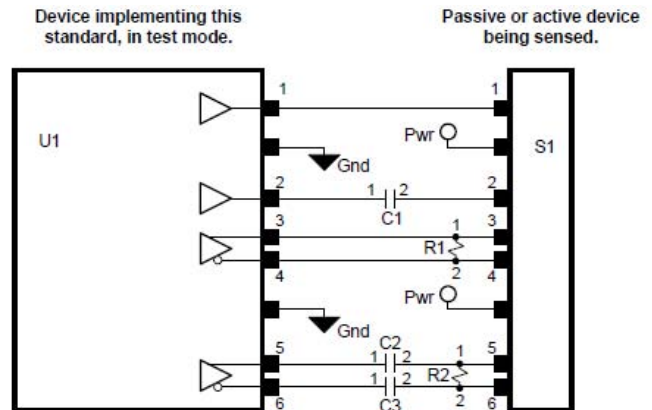 Device implementing this
standard, in test mode.
Passive or active device
being sensed.
1
1
U1
Pwr
S1
Gnd
2
1
2
2
C1
3
1
3
R1
4
2
4
Pwr
Gnd
5
C2
1
2
1
5
R2
1
2
6
C3
2
6